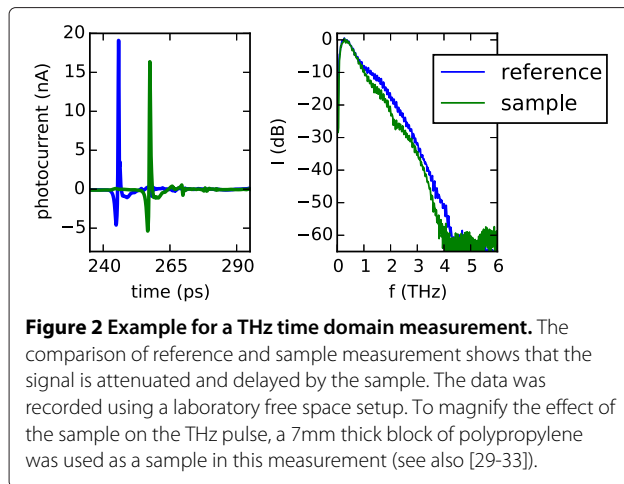 20
15
10
5
0
−5
photocurrent (nA)
240 265 290
time (ps)
0
−10
−20
−30
−40
−50
−60
I (dB)
0 1 2 3 4 5 6
f (THz)
reference
sample
Figure 2 Example for a THz time domain measurement. The
comparison of reference and sample measurement shows that the
signal is attenuated and delayed by the sample. The data was
recorded using a laboratory free space setup. To magnify the effect of
the sample on the THz pulse, a 7mm thick block of polypropylene
was used as a sample in this measurement (see also [29-33]).